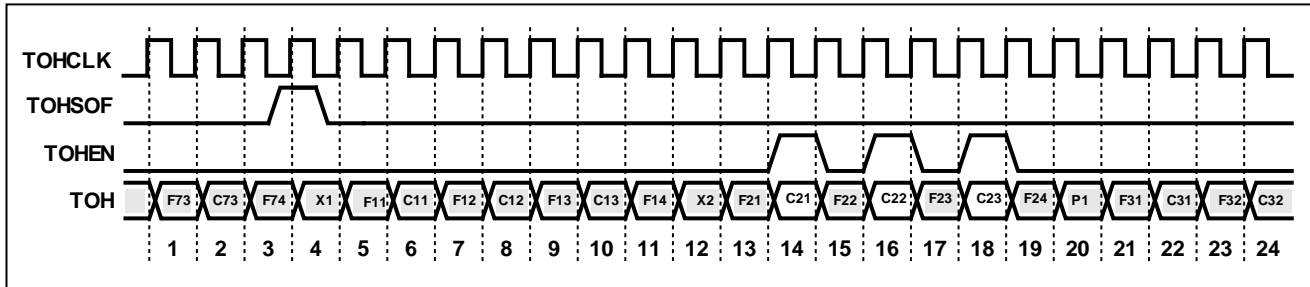 TOHCLK
TOHSOF
TOHEN
TOH F73 C73 F74 X1 F11 C11 F12 C12 F13 C13 F14 X2 F21 C21 F22 C22 F23 C23 F24 P1 F31 C31 F32 C32
1 2 3 4 5 6 7 8 9 10 11 12 13 14 15 16 17 18 19 20 21 22 23 24